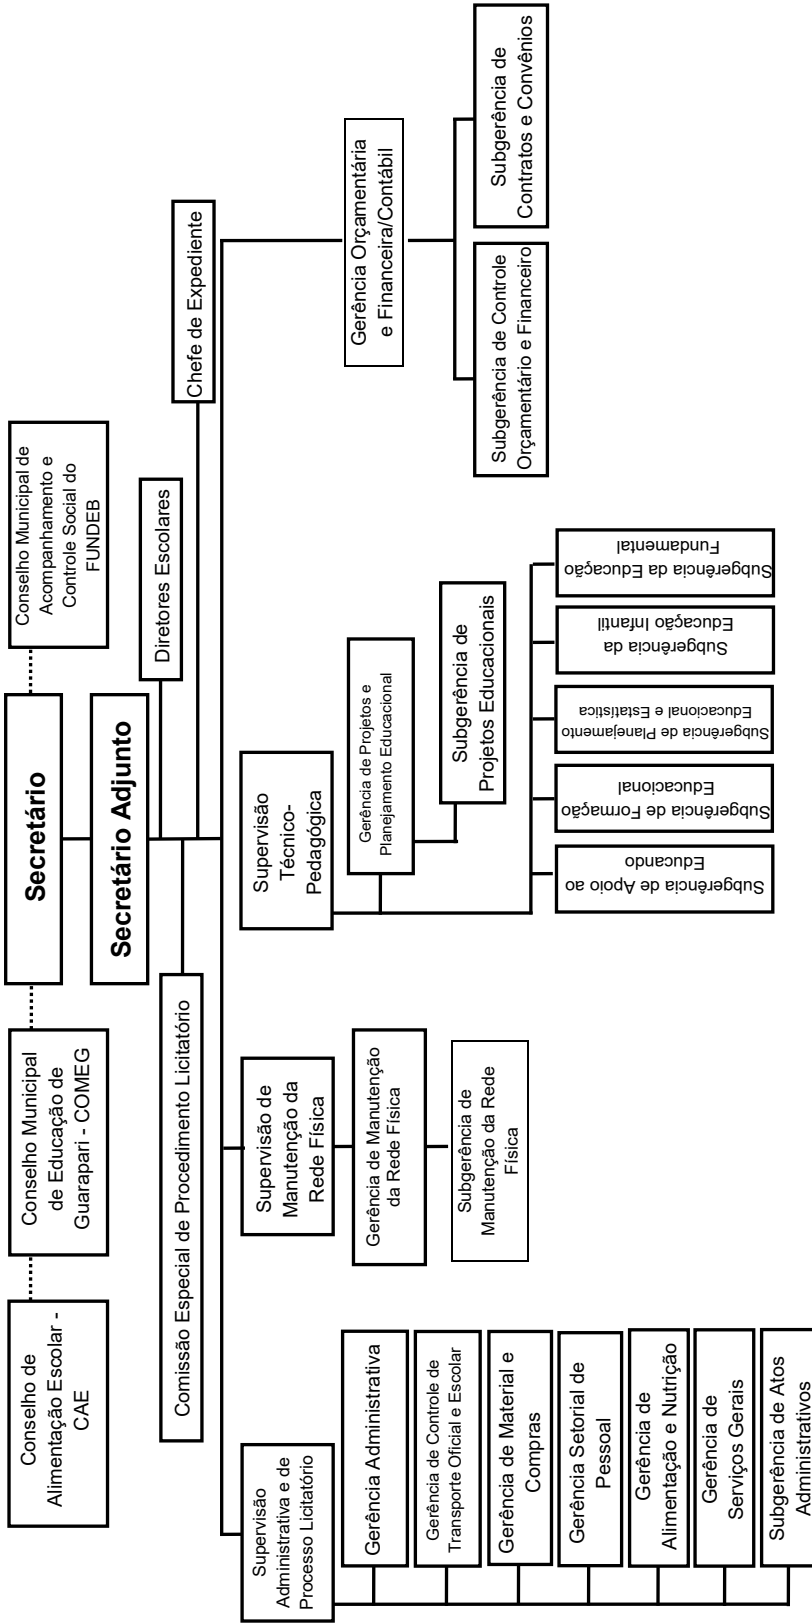 Conselho de
Alimentação Escolar -
CAE
Conselho Municipal
de Educação de
Guarapari - COMEG
Secretário
Conselho Municipal de
Acompanhamento e
Controle Social do
FUNDEB
Secretário Adjunto
Diretores Escolares
Comissão Especial de Procedimento Licitatório
Chefe de Expediente
Supervisão
Administrativa e de
Processo Licitatório
Gerência Administrativa
Gerência de Controle de
Transporte Oficial e Escolar
Gerência de Material e
Compras
Gerência Setorial de
Pessoal
Gerência de
Alimentação e Nutrição
Gerência de
Serviços Gerais
Subgerência de Atos
Administrativos
Supervisão de
Manutenção da
Rede Física
Gerência de Manutenção
da Rede Física
Subgerência de
Manutenção da Rede
Física
Supervisão
Técnico-
Pedagógica
Gerência de Projetos e
Planejamento Educacional
Subgerência de
Projetos Educacionais
Subgerência de Apoio ao
Educando
Subgerência de Formação
Educacional
Subgerência de Planejamento
Educacional e Estatística
Subgerência da
Educação Infantil
Subgerência da Educação
Fundamental
Gerência Orçamentária
e Financeira/Contábil
Subgerência de Controle
Orçamentário e Financeiro
Subgerência de
Contratos e Convênios